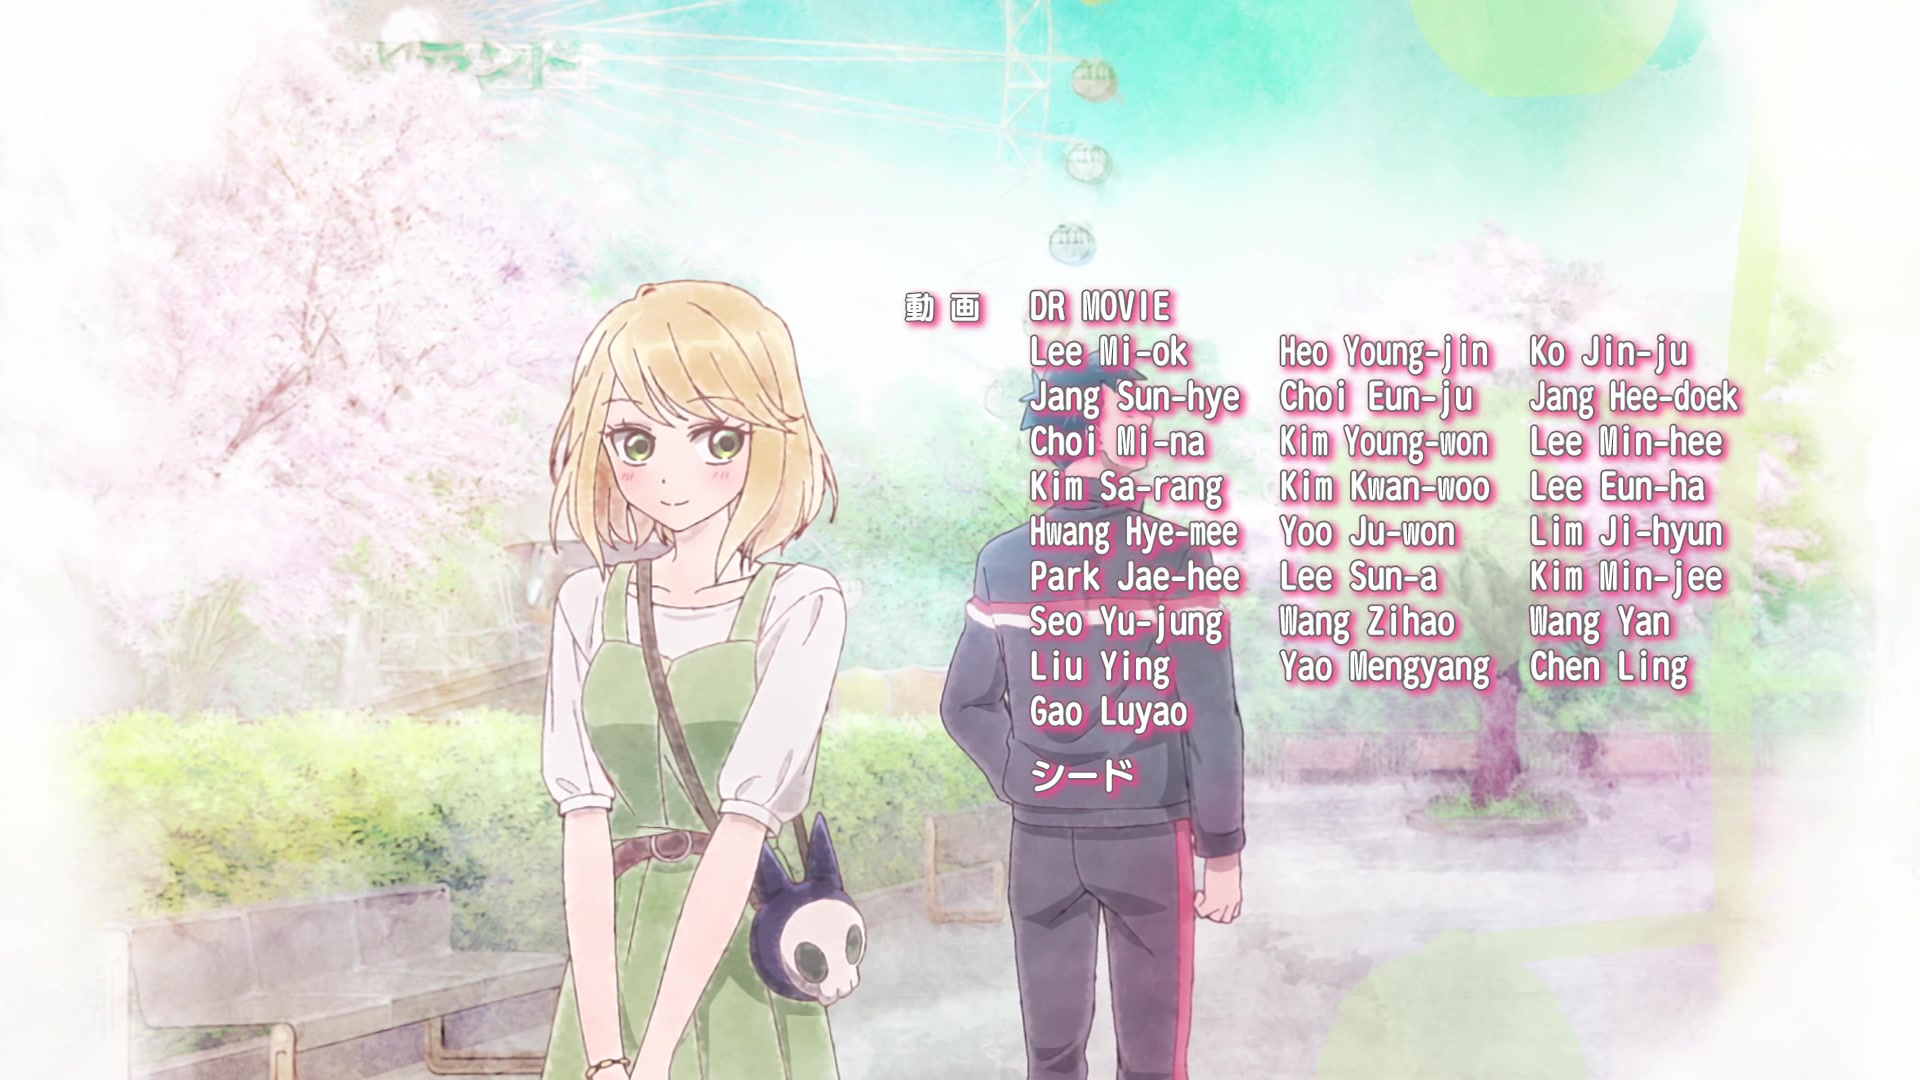 動画 DR MOVIE
Lee Mi-ok Heo Young-jin Ko Jin-ju
Jang Sun-hye Choi Eun-ju Jang Hee-doek
Choi Mi-na Kim Young-won Lee Min-hee
Kim Sa-rang Kim Kwan-woo Lee Eun-ha
Hwang Hye-mee Yoo Ju-won Lim Ji-hyun
Park Jae-hee Lee Sun-a Kim Min-jee
Seo Yu-jung Wang Zihao Wang Yan
Liu Ying Yao Mengyang Chen Ling
Gao Luyao
シード